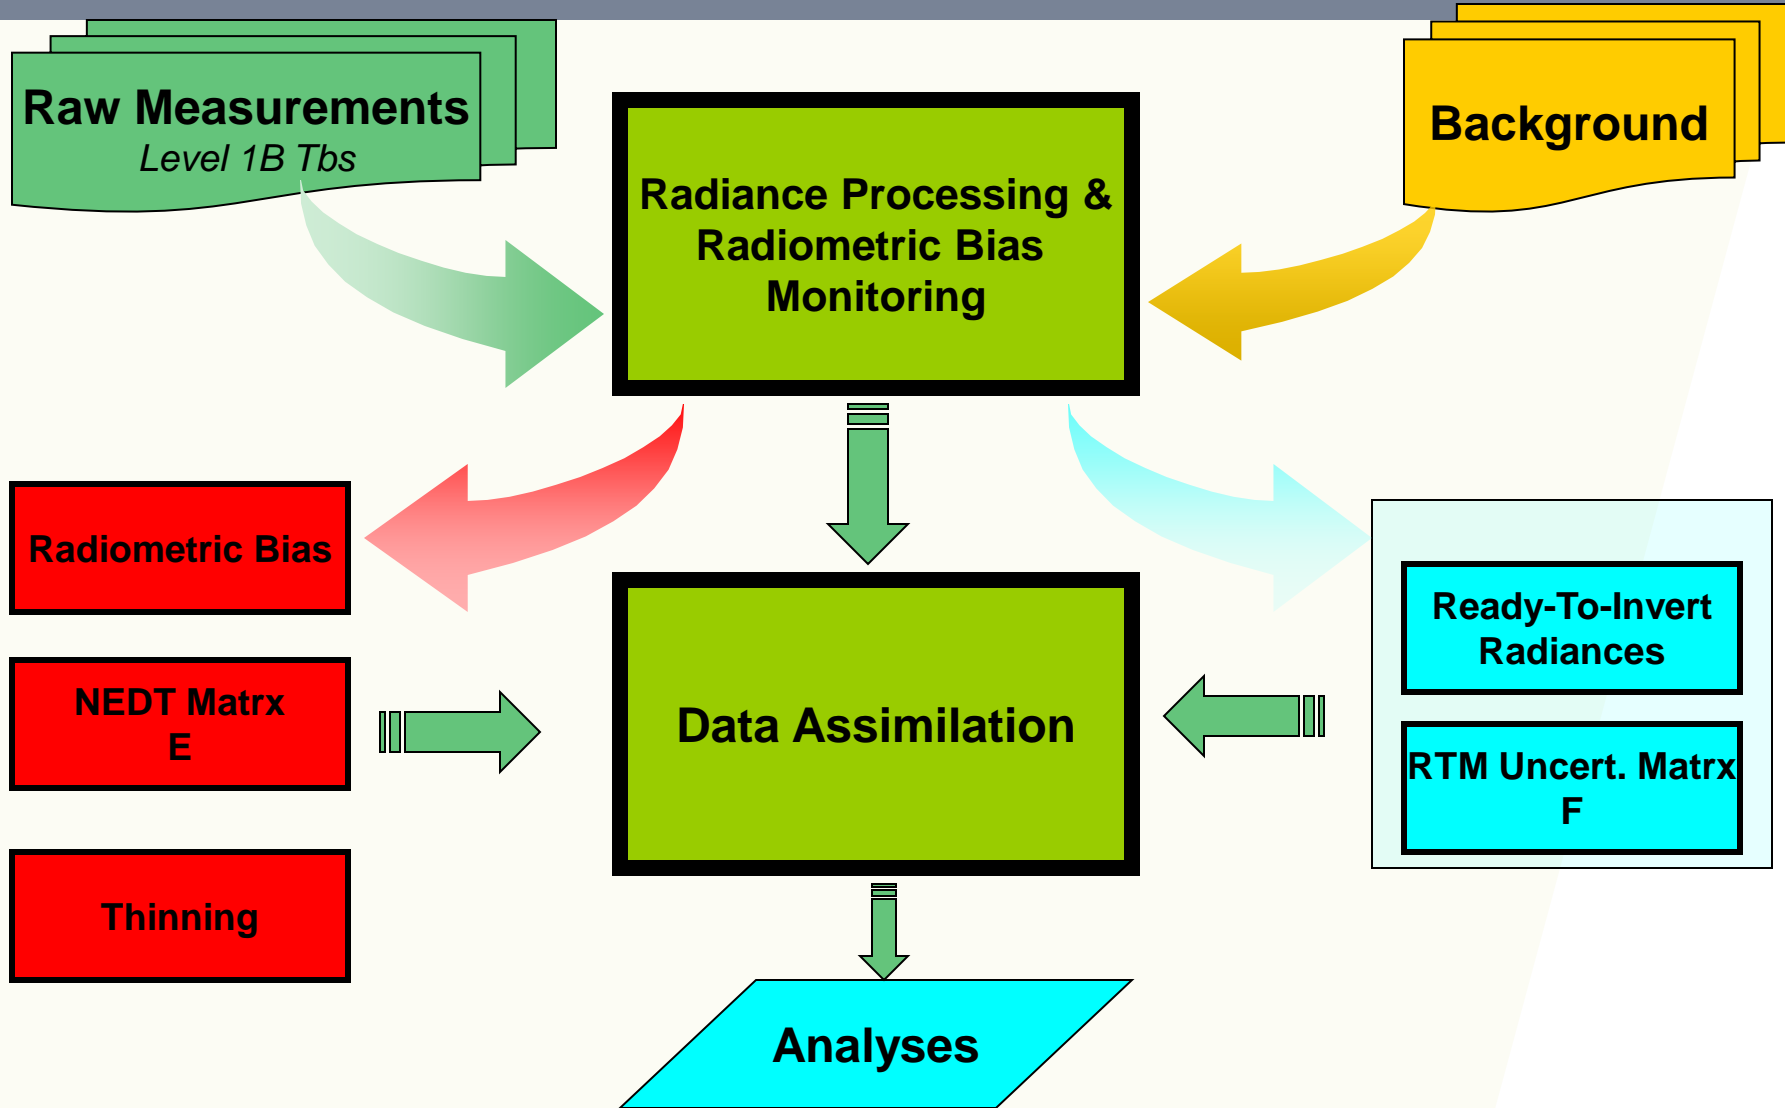 Raw Measurements
Level 1B Tbs
Background
Radiance Processing &
Radiometric Bias
Monitoring
Radiometric Bias
NEDT Matrx
E
Thinning
Data Assimilation
Ready-To-Invert
Radiances
RTM Uncert. Matrx
F
Analyses